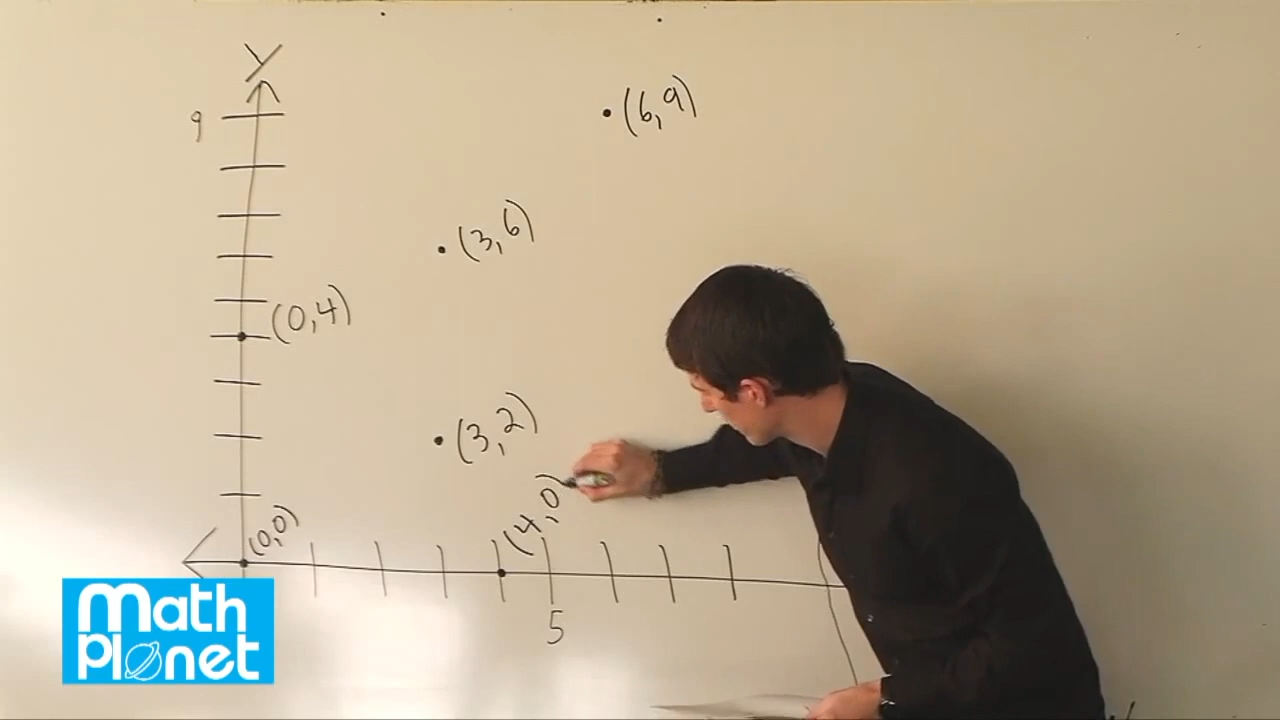 Y
9
(6,9)
(3,6)
(0,4)
(3,2)
(4,0)
(0,0)
5
Math
Planet